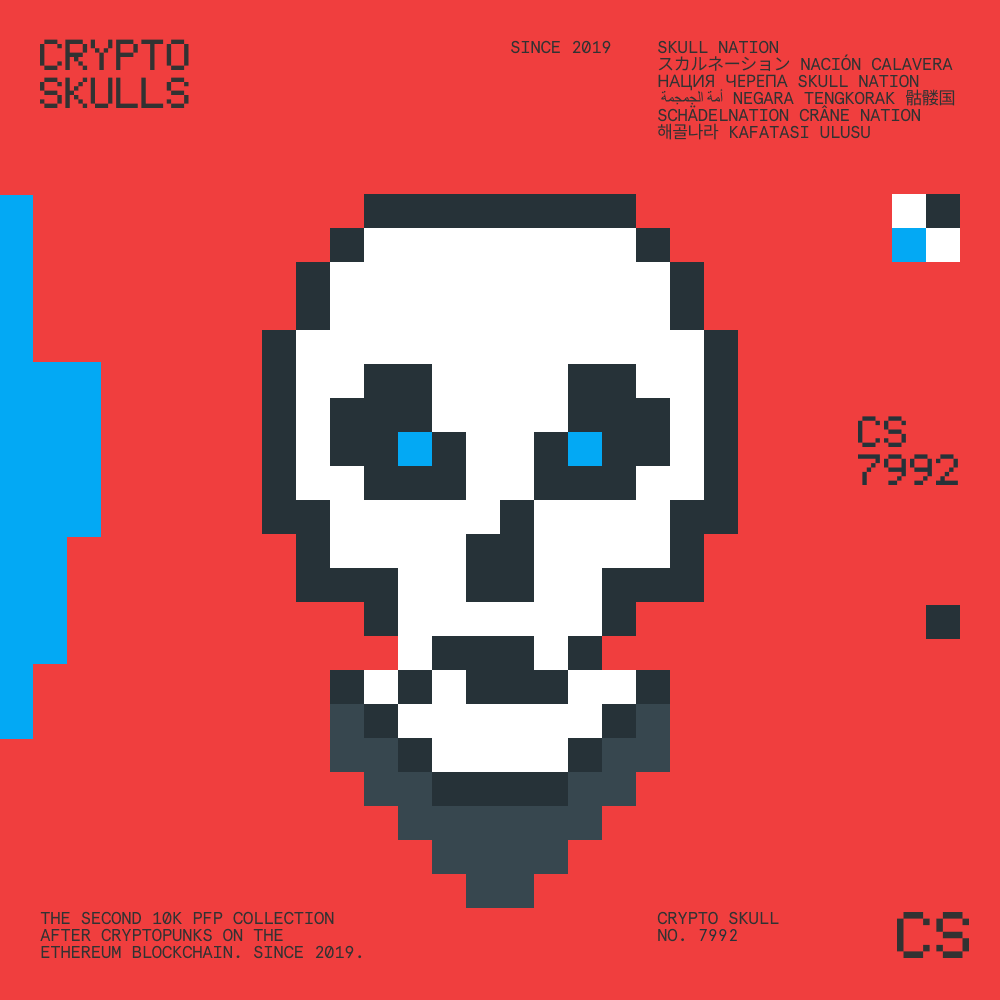 CRYPTO
SKULLS
SINCE 2019
SKULL NATION
スカルネーション NACIÓN CALAVERA
НАЦИЯ ЧЕРЕПА SKULL NATION
أمة الجمجمة NEGARA TENGKORAK 骷髅国
SCHÄDELNATION CRÂNE NATION
해골나라 KAFATASI ULUSU
CS
7992
THE SECOND 10K PFP COLLECTION
AFTER CRYPTOPUNKS ON THE
ETHEREUM BLOCKCHAIN. SINCE 2019.
CRYPTO SKULL
NO. 7992
CS